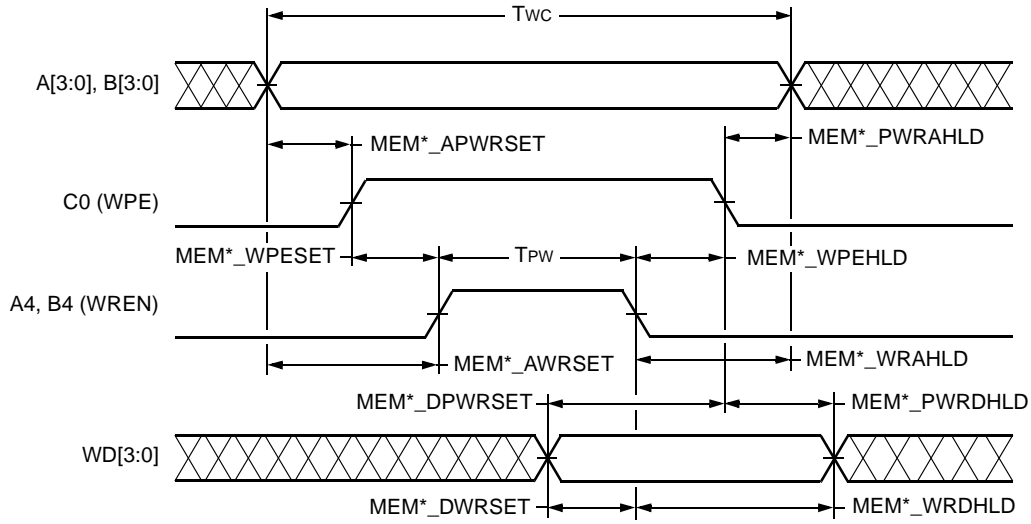 TWC
A[3:0], B[3:0]
MEM*_APWRSET
MEM*_PWRAHLD
C0 (WPE)
MEM*_WPESET
TPW
MEM*_WPEHLD
A4, B4 (WREN)
MEM*_AWRSET
MEM*_WRAHLD
MEM*_DPWRSET
MEM*_PWRDHLD
WD[3:0]
MEM*_DWRSET
MEM*_WRDHLD